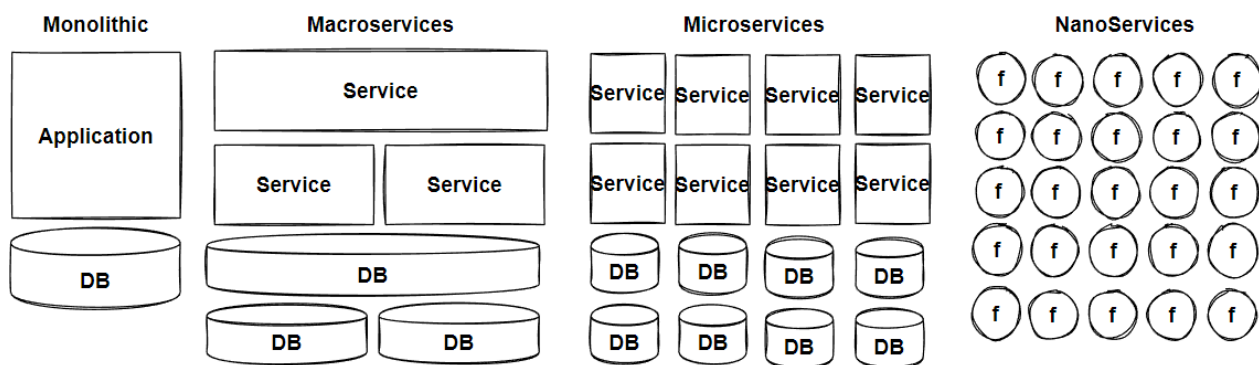 Monolithic Macroservices Microservices NanoServices
Application
DB
Service
Service Service
DB
DB DB
Service Service Service Service
Service Service Service Service
DB DB DB DB
DB DB DB DB
f f f f f
f f f f f
f f f f f
f f f f f
f f f f f